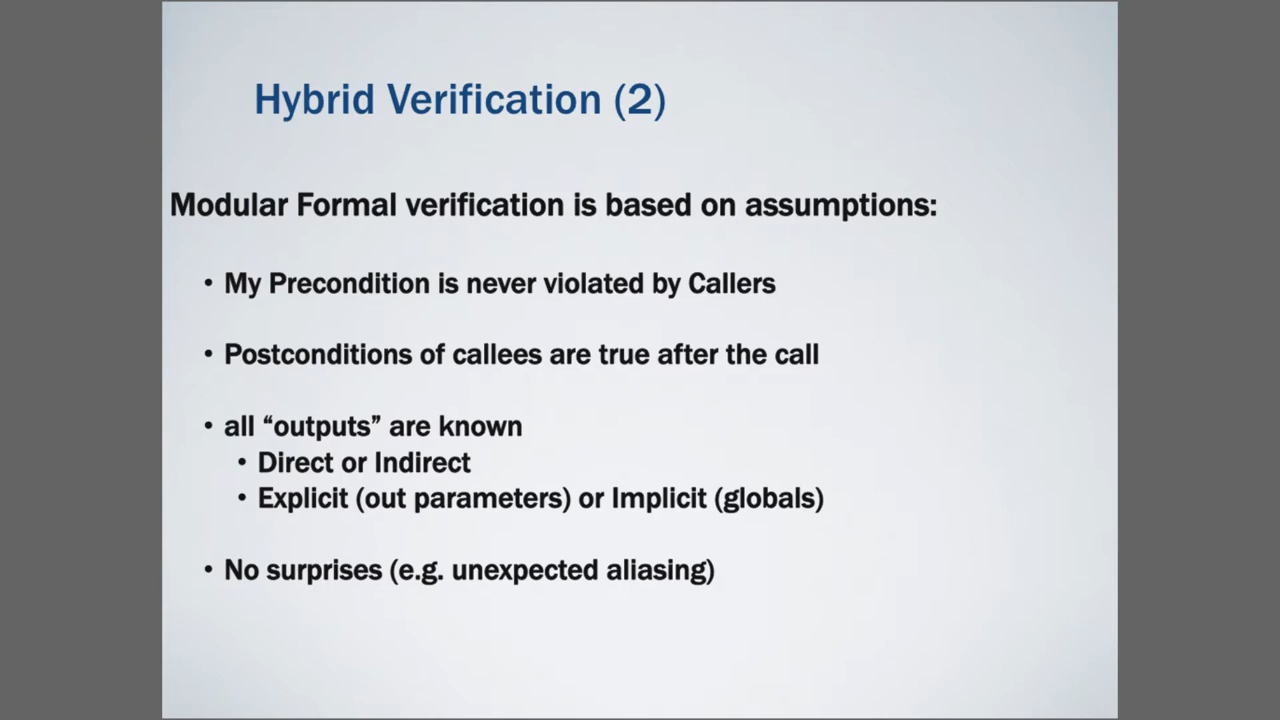 Hybrid Verification (2)
Modular Formal verification is based on assumptions:
• My Precondition is never violated by Callers
• Postconditions of callees are true after the call
• all “outputs” are known
• Direct or Indirect
• Explicit (out parameters) or Implicit (globals)
• No surprises (e.g. unexpected aliasing)